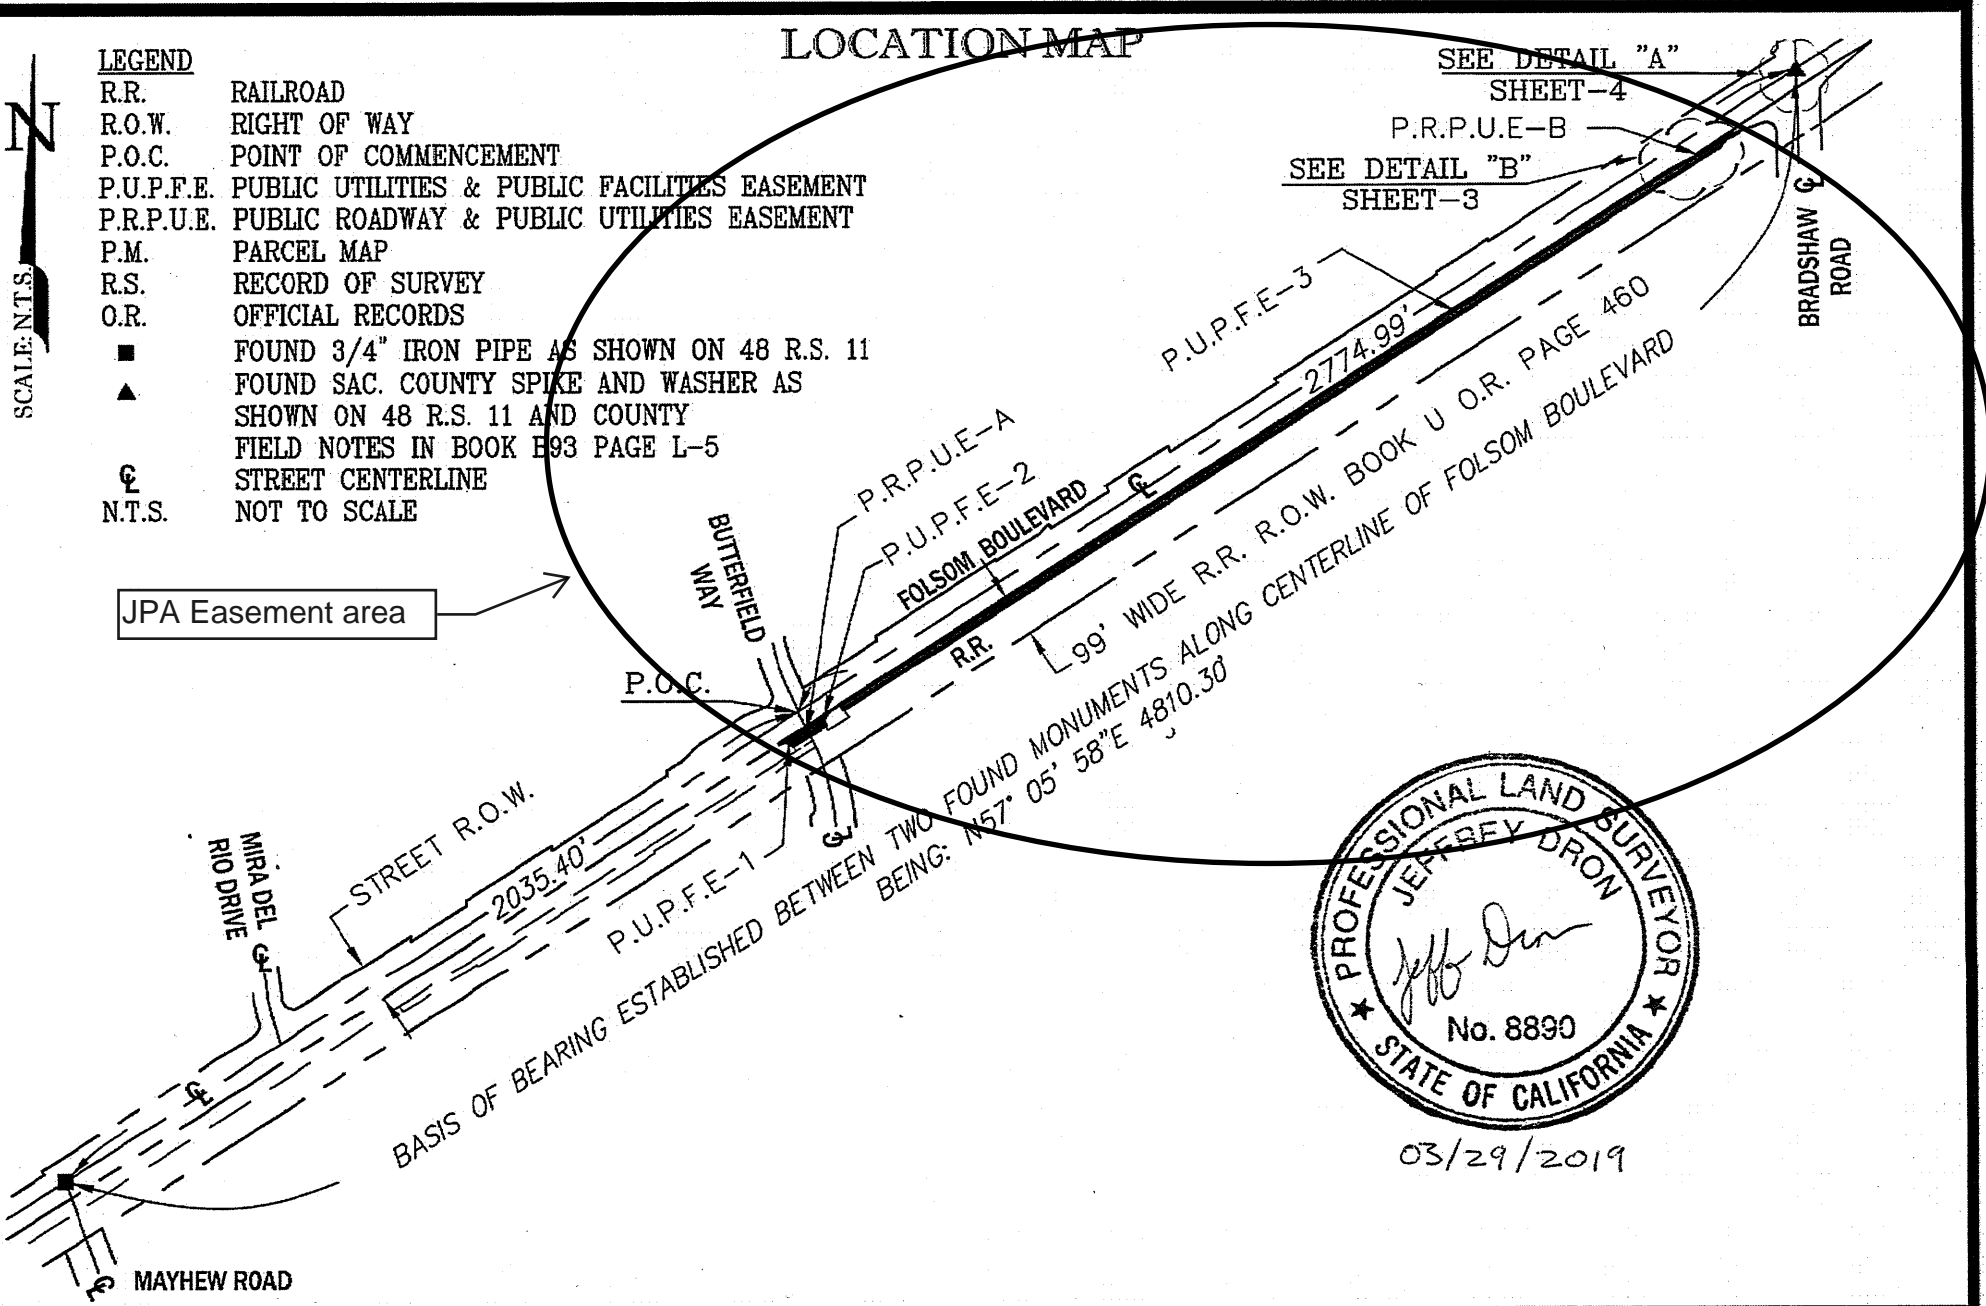 LOCATION MAP
LEGEND
R.R. RAILROAD
R.O.W. RIGHT OF WAY
P.O.C. POINT OF COMMENCEMENT
P.U.P.F.E. PUBLIC UTILITIES & PUBLIC FACILITIES EASEMENT
P.R.P.U.E. PUBLIC ROADWAY & PUBLIC UTILITIES EASEMENT
P.M. PARCEL MAP
R.S. RECORD OF SURVEY
O.R. OFFICIAL RECORDS
■ FOUND 3/4" IRON PIPE AS SHOWN ON 48 R.S. 11
▲ FOUND SAC. COUNTY SPIKE AND WASHER AS
SHOWN ON 48 R.S. 11 AND COUNTY
FIELD NOTES IN BOOK B93 PAGE L-5
℄ STREET CENTERLINE
N.T.S. NOT TO SCALE
N
SCALE: N.T.S.
SEE DETAIL "A"
SHEET-4
P.R.P.U.E-B
SEE DETAIL "B"
SHEET-3
BRADSHAW ℄
ROAD
P.U.P.F.E-3
2774.99'
P.R.P.U.E-A
P.U.P.F.E-2
FOLSOM BOULEVARD
℄
BUTTERFIELD
WAY
JPA Easement area
P.O.C.
R.R.
99' WIDE R.R. R.O.W. BOOK U O.R. PAGE 460
BASIS OF BEARING ESTABLISHED BETWEEN TWO FOUND MONUMENTS ALONG CENTERLINE OF FOLSOM BOULEVARD
BEING: N57° 05' 58"E 4810.30'
℄
STREET R.O.W.
2035.40'
P.U.P.F.E-1
MIRA DEL
RIO DRIVE
℄
℄
℄ MAYHEW ROAD
PROFESSIONAL LAND SURVEYOR
JEFFREY DRON
Jeff Dron
No. 8890
★ STATE OF CALIFORNIA ★
03/29/2019